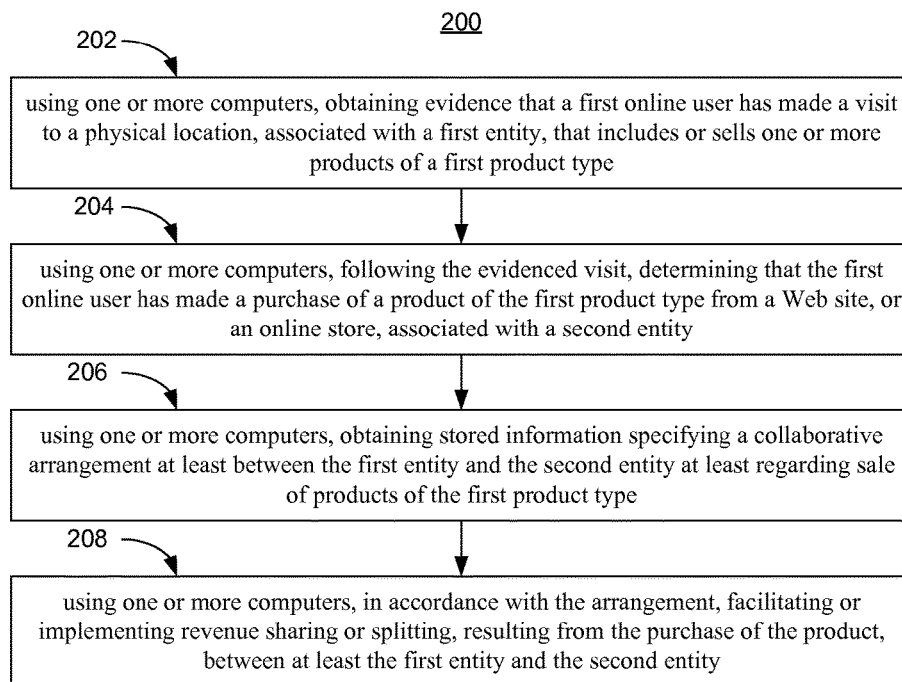 200
202
using one or more computers, obtaining evidence that a first online user has made a visit
to a physical location, associated with a first entity, that includes or sells one or more
products of a first product type
204
using one or more computers, following the evidenced visit, determining that the first
online user has made a purchase of a product of the first product type from a Web site, or
an online store, associated with a second entity
206
using one or more computers, obtaining stored information specifying a collaborative
arrangement at least between the first entity and the second entity at least regarding sale
of products of the first product type
208
using one or more computers, in accordance with the arrangement, facilitating or
implementing revenue sharing or splitting, resulting from the purchase of the product,
between at least the first entity and the second entity